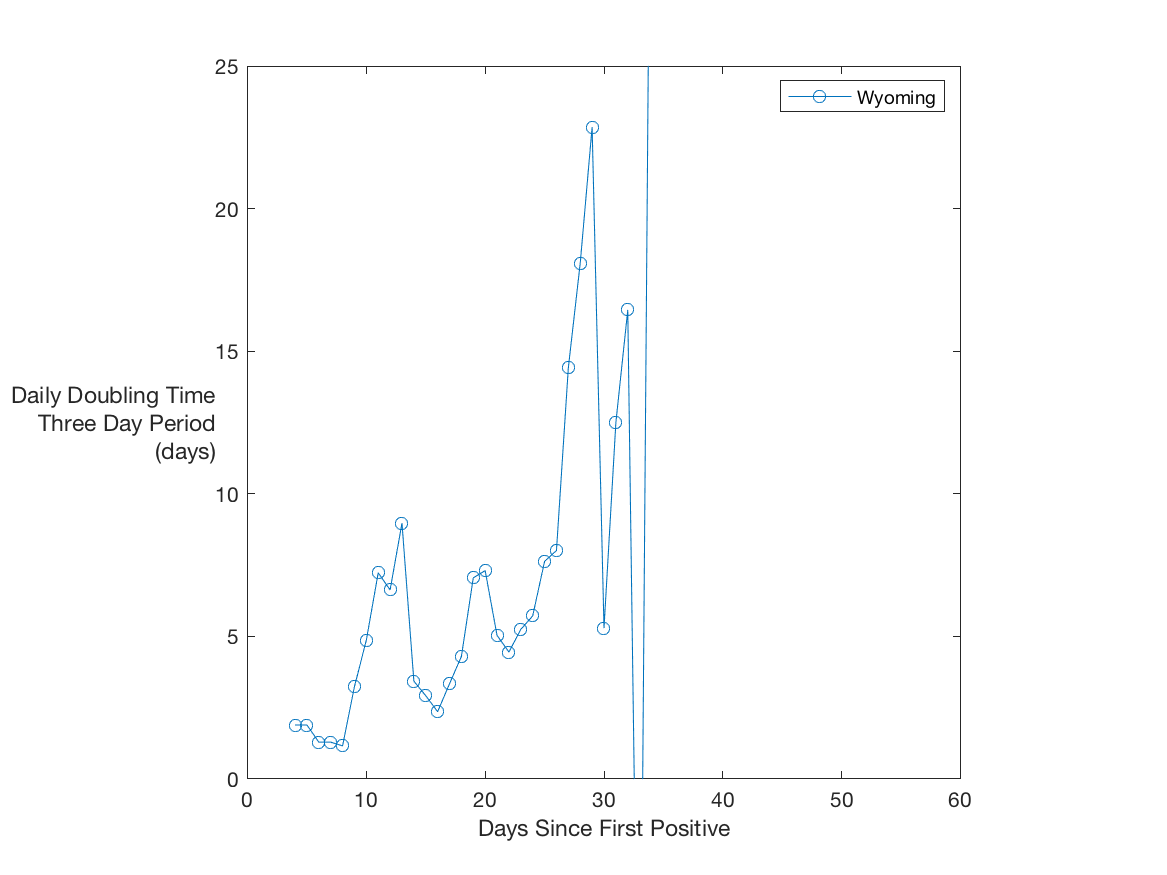 25
20
15
10
5
0
Daily Doubling Time
Three Day Period
(days)
Wyoming
0 10 20 30 40 50 60
Days Since First Positive